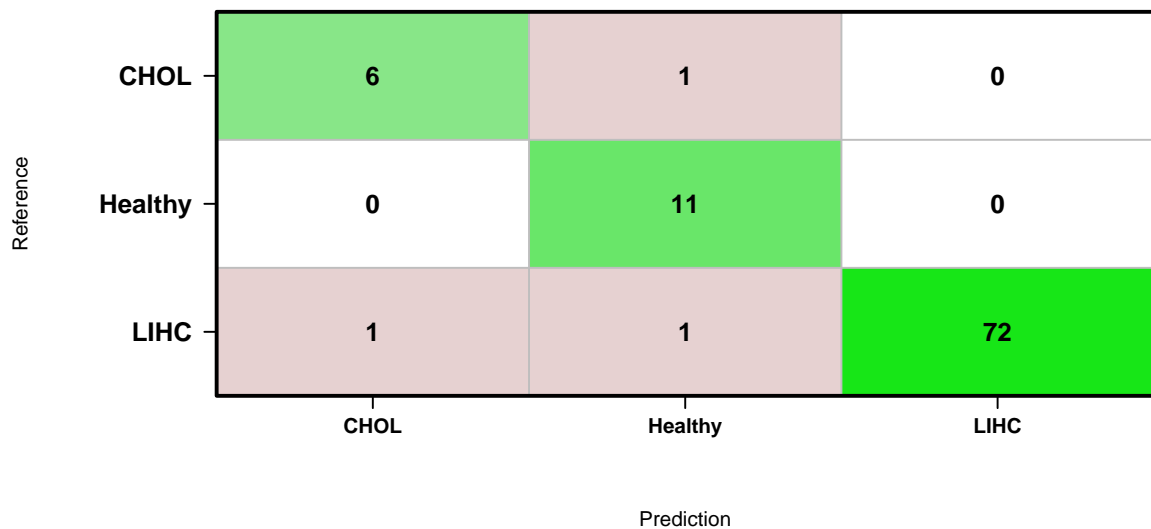 CHOL 6 1 0
Reference
Healthy 0 11 0
LIHC 1 1 72
CHOL Healthy LIHC
Prediction